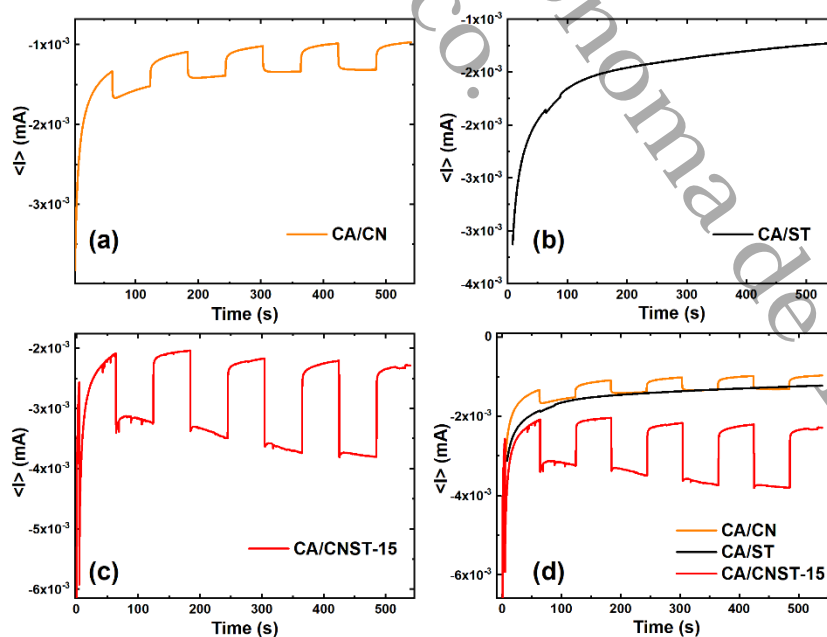 -1x10⁻³
-2x10⁻³
-3x10⁻³
<I> (mA)
(a)
CA/CN
100 200 300 400 500
Time (s)
-1x10⁻³
-2x10⁻³
-2x10⁻³
-3x10⁻³
-3x10⁻³
-4x10⁻³
<I> (mA)
(b)
CA/ST
0 100 200 300 400 500
Time (s)
-2x10⁻³
-3x10⁻³
-4x10⁻³
-5x10⁻³
-6x10⁻³
<I> (mA)
(c)
CA/CNST-15
0 100 200 300 400 500
Time (s)
0
-2x10⁻³
-4x10⁻³
-6x10⁻³
<I> (mA)
(d)
CA/CN
CA/ST
CA/CNST-15
0 100 200 300 400 500
Time (s)
co.
onoma de